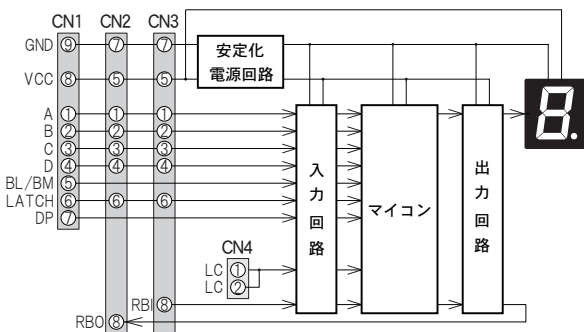 CN1 CN2 CN3
GND ⑨ ⑦ ⑦
安定化
電源回路
VCC ⑧ ⑤ ⑤
8.
A ① ① ①
B ② ② ②
C ③ ③ ③
D ④ ④ ④
BL/BM ⑤
LATCH ⑥ ⑥ ⑥
DP ⑦
入力回路
マイコン
出力回路
CN4
LC ①
LC ②
RBI ⑧
RBO ⑧